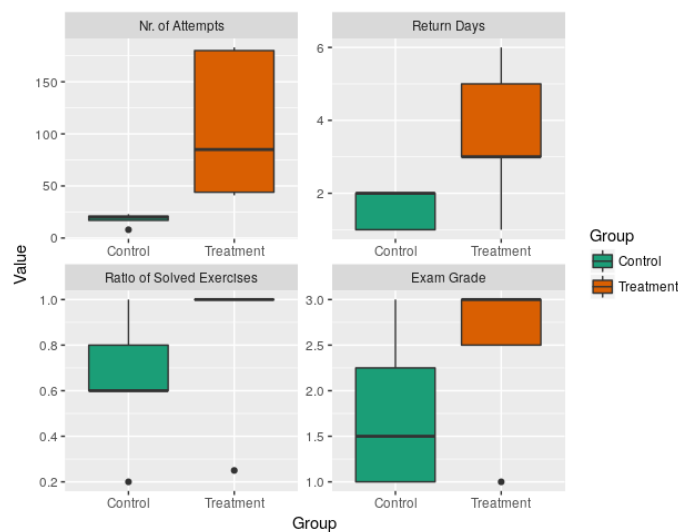 Nr. of Attempts
Return Days
150
100
50
0
Control
Treatment
6
4
2
Control
Treatment
Ratio of Solved Exercises
Exam Grade
1.0
0.8
0.6
0.4
0.2
Control
Treatment
3.0
2.5
2.0
1.5
1.0
Control
Treatment
Value
Group
Group
Control
Treatment